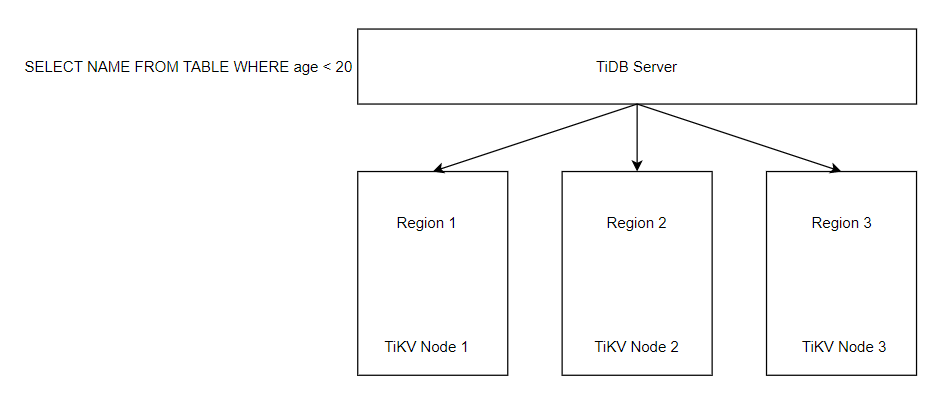 SELECT NAME FROM TABLE WHERE age < 20
TiDB Server
Region 1
Region 2
Region 3
TiKV Node 1
TiKV Node 2
TiKV Node 3